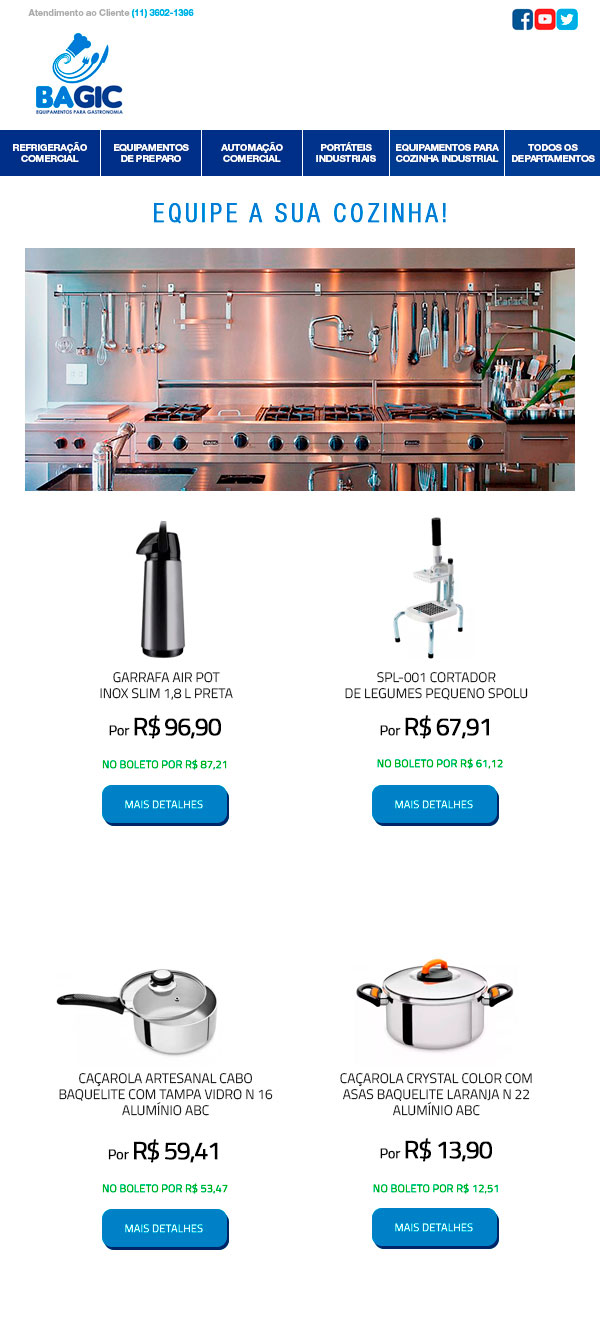 Atendimento ao Cliente (11) 3602-1396
BAGIC
EQUIPAMENTOS PARA GASTRONOMIA
REFRIGERAÇÃO
COMERCIAL
EQUIPAMENTOS
DE PREPARO
AUTOMAÇÃO
COMERCIAL
PORTÁTEIS
INDUSTRIAIS
EQUIPAMENTOS PARA
COZINHA INDUSTRIAL
TODOS OS
DEPARTAMENTOS
EQUIPE A SUA COZINHA!
GARRAFA AIR POT
INOX SLIM 1,8 L PRETA
Por R$ 96,90
NO BOLETO POR R$ 87,21
MAIS DETALHES
SPL-001 CORTADOR
DE LEGUMES PEQUENO SPOLU
Por R$ 67,91
NO BOLETO POR R$ 61,12
MAIS DETALHES
CAÇAROLA ARTESANAL CABO
BAQUELITE COM TAMPA VIDRO N 16
ALUMÍNIO ABC
Por R$ 59,41
NO BOLETO POR R$ 53,47
MAIS DETALHES
CAÇAROLA CRYSTAL COLOR COM
ASAS BAQUELITE LARANJA N 22
ALUMÍNIO ABC
Por R$ 13,90
NO BOLETO POR R$ 12,51
MAIS DETALHES